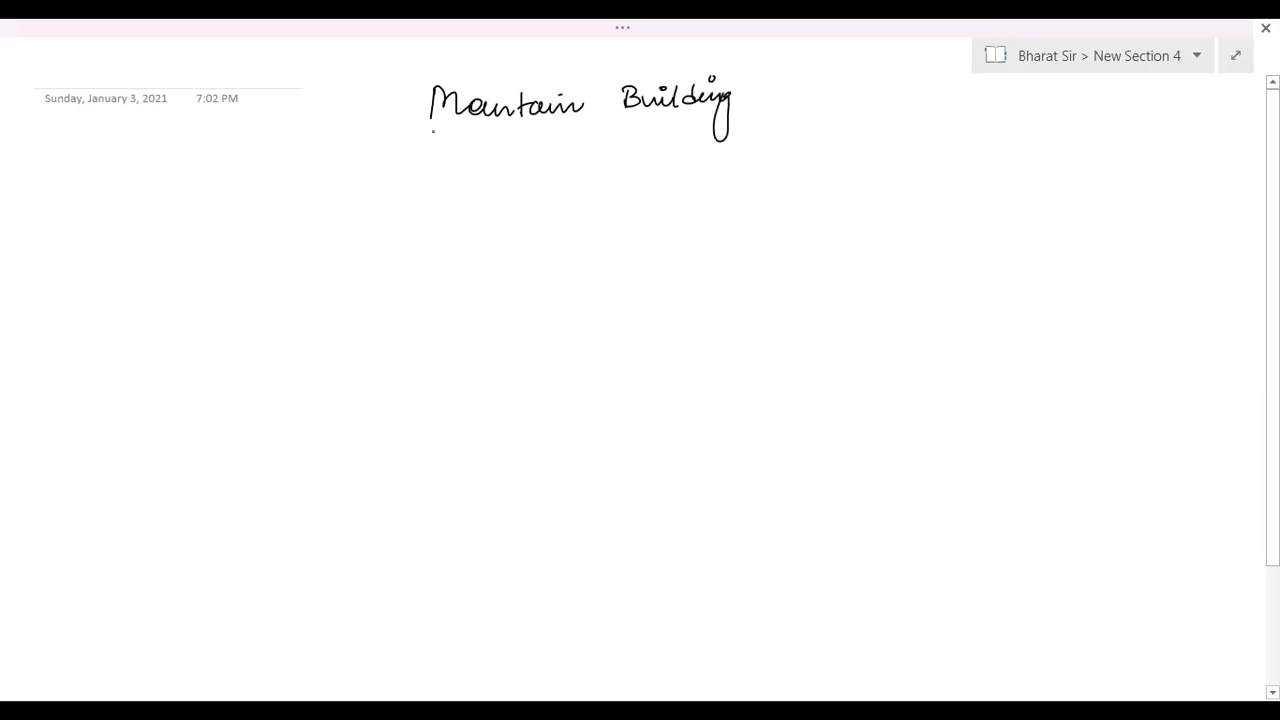 Bharat Sir > New Section 4
Sunday, January 3, 2021 7:02 PM
Mountain Building